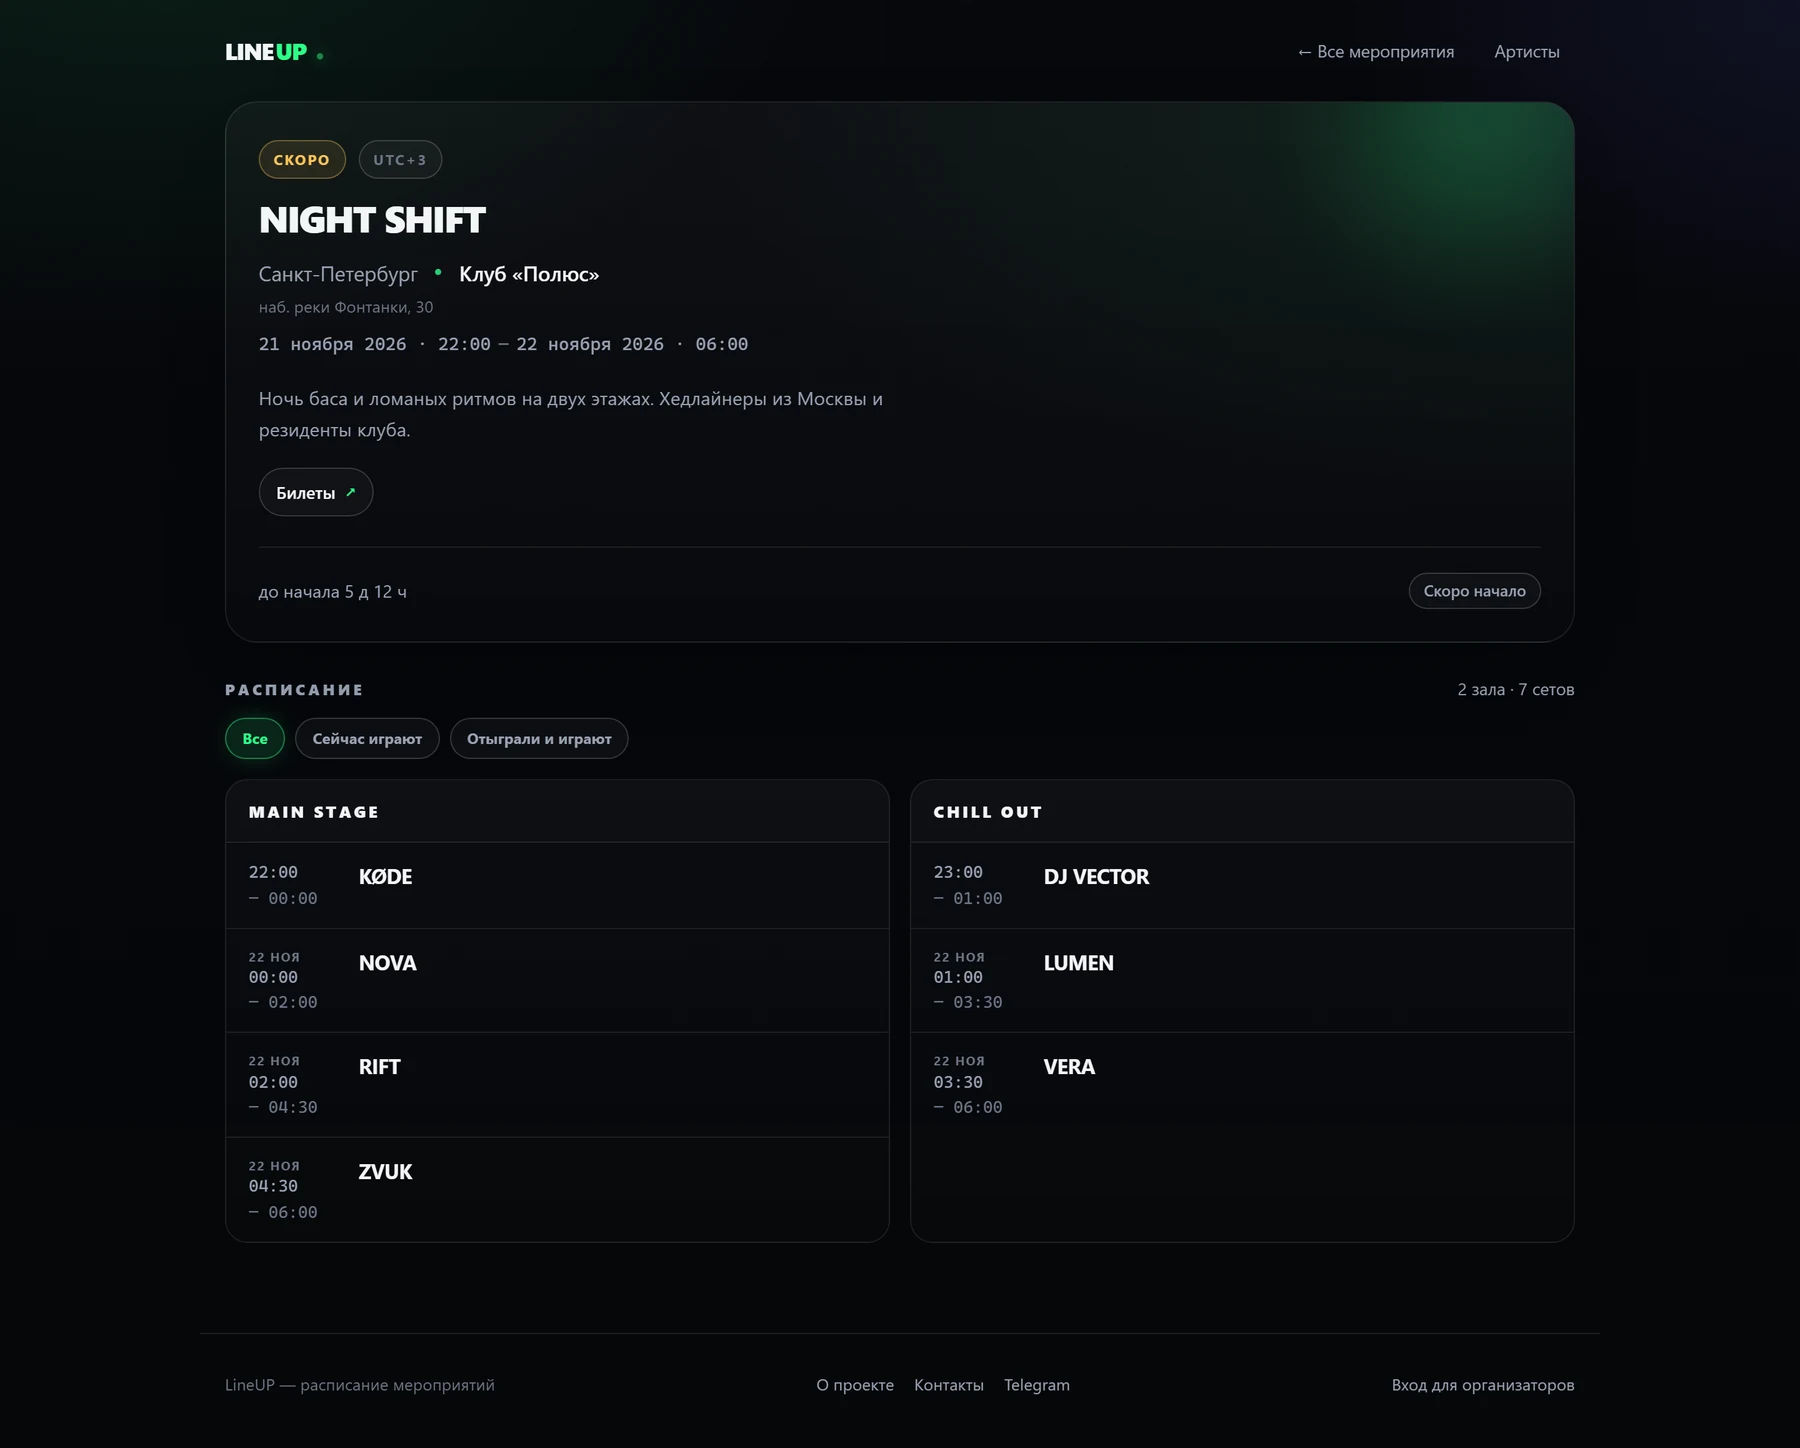 LINEUP
← Все мероприятия Артисты
СКОРО UTC+3
NIGHT SHIFT
Санкт-Петербург • Клуб «Полюс»
наб. реки Фонтанки, 30
21 ноября 2026 · 22:00 — 22 ноября 2026 · 06:00
Ночь баса и ломаных ритмов на двух этажах. Хедлайнеры из Москвы и
резиденты клуба.
Билеты ↗
до начала 5 д 12 ч
Скоро начало
РАСПИСАНИЕ
2 зала · 7 сетов
Все Сейчас играют Отыграли и играют
MAIN STAGE
22:00 KØDE
— 00:00
22 НОЯ
00:00 NOVA
— 02:00
22 НОЯ
02:00 RIFT
— 04:30
22 НОЯ
04:30 ZVUK
— 06:00
CHILL OUT
23:00 DJ VECTOR
— 01:00
22 НОЯ
01:00 LUMEN
— 03:30
22 НОЯ
03:30 VERA
— 06:00
LineUP — расписание мероприятий
О проекте Контакты Telegram
Вход для организаторов